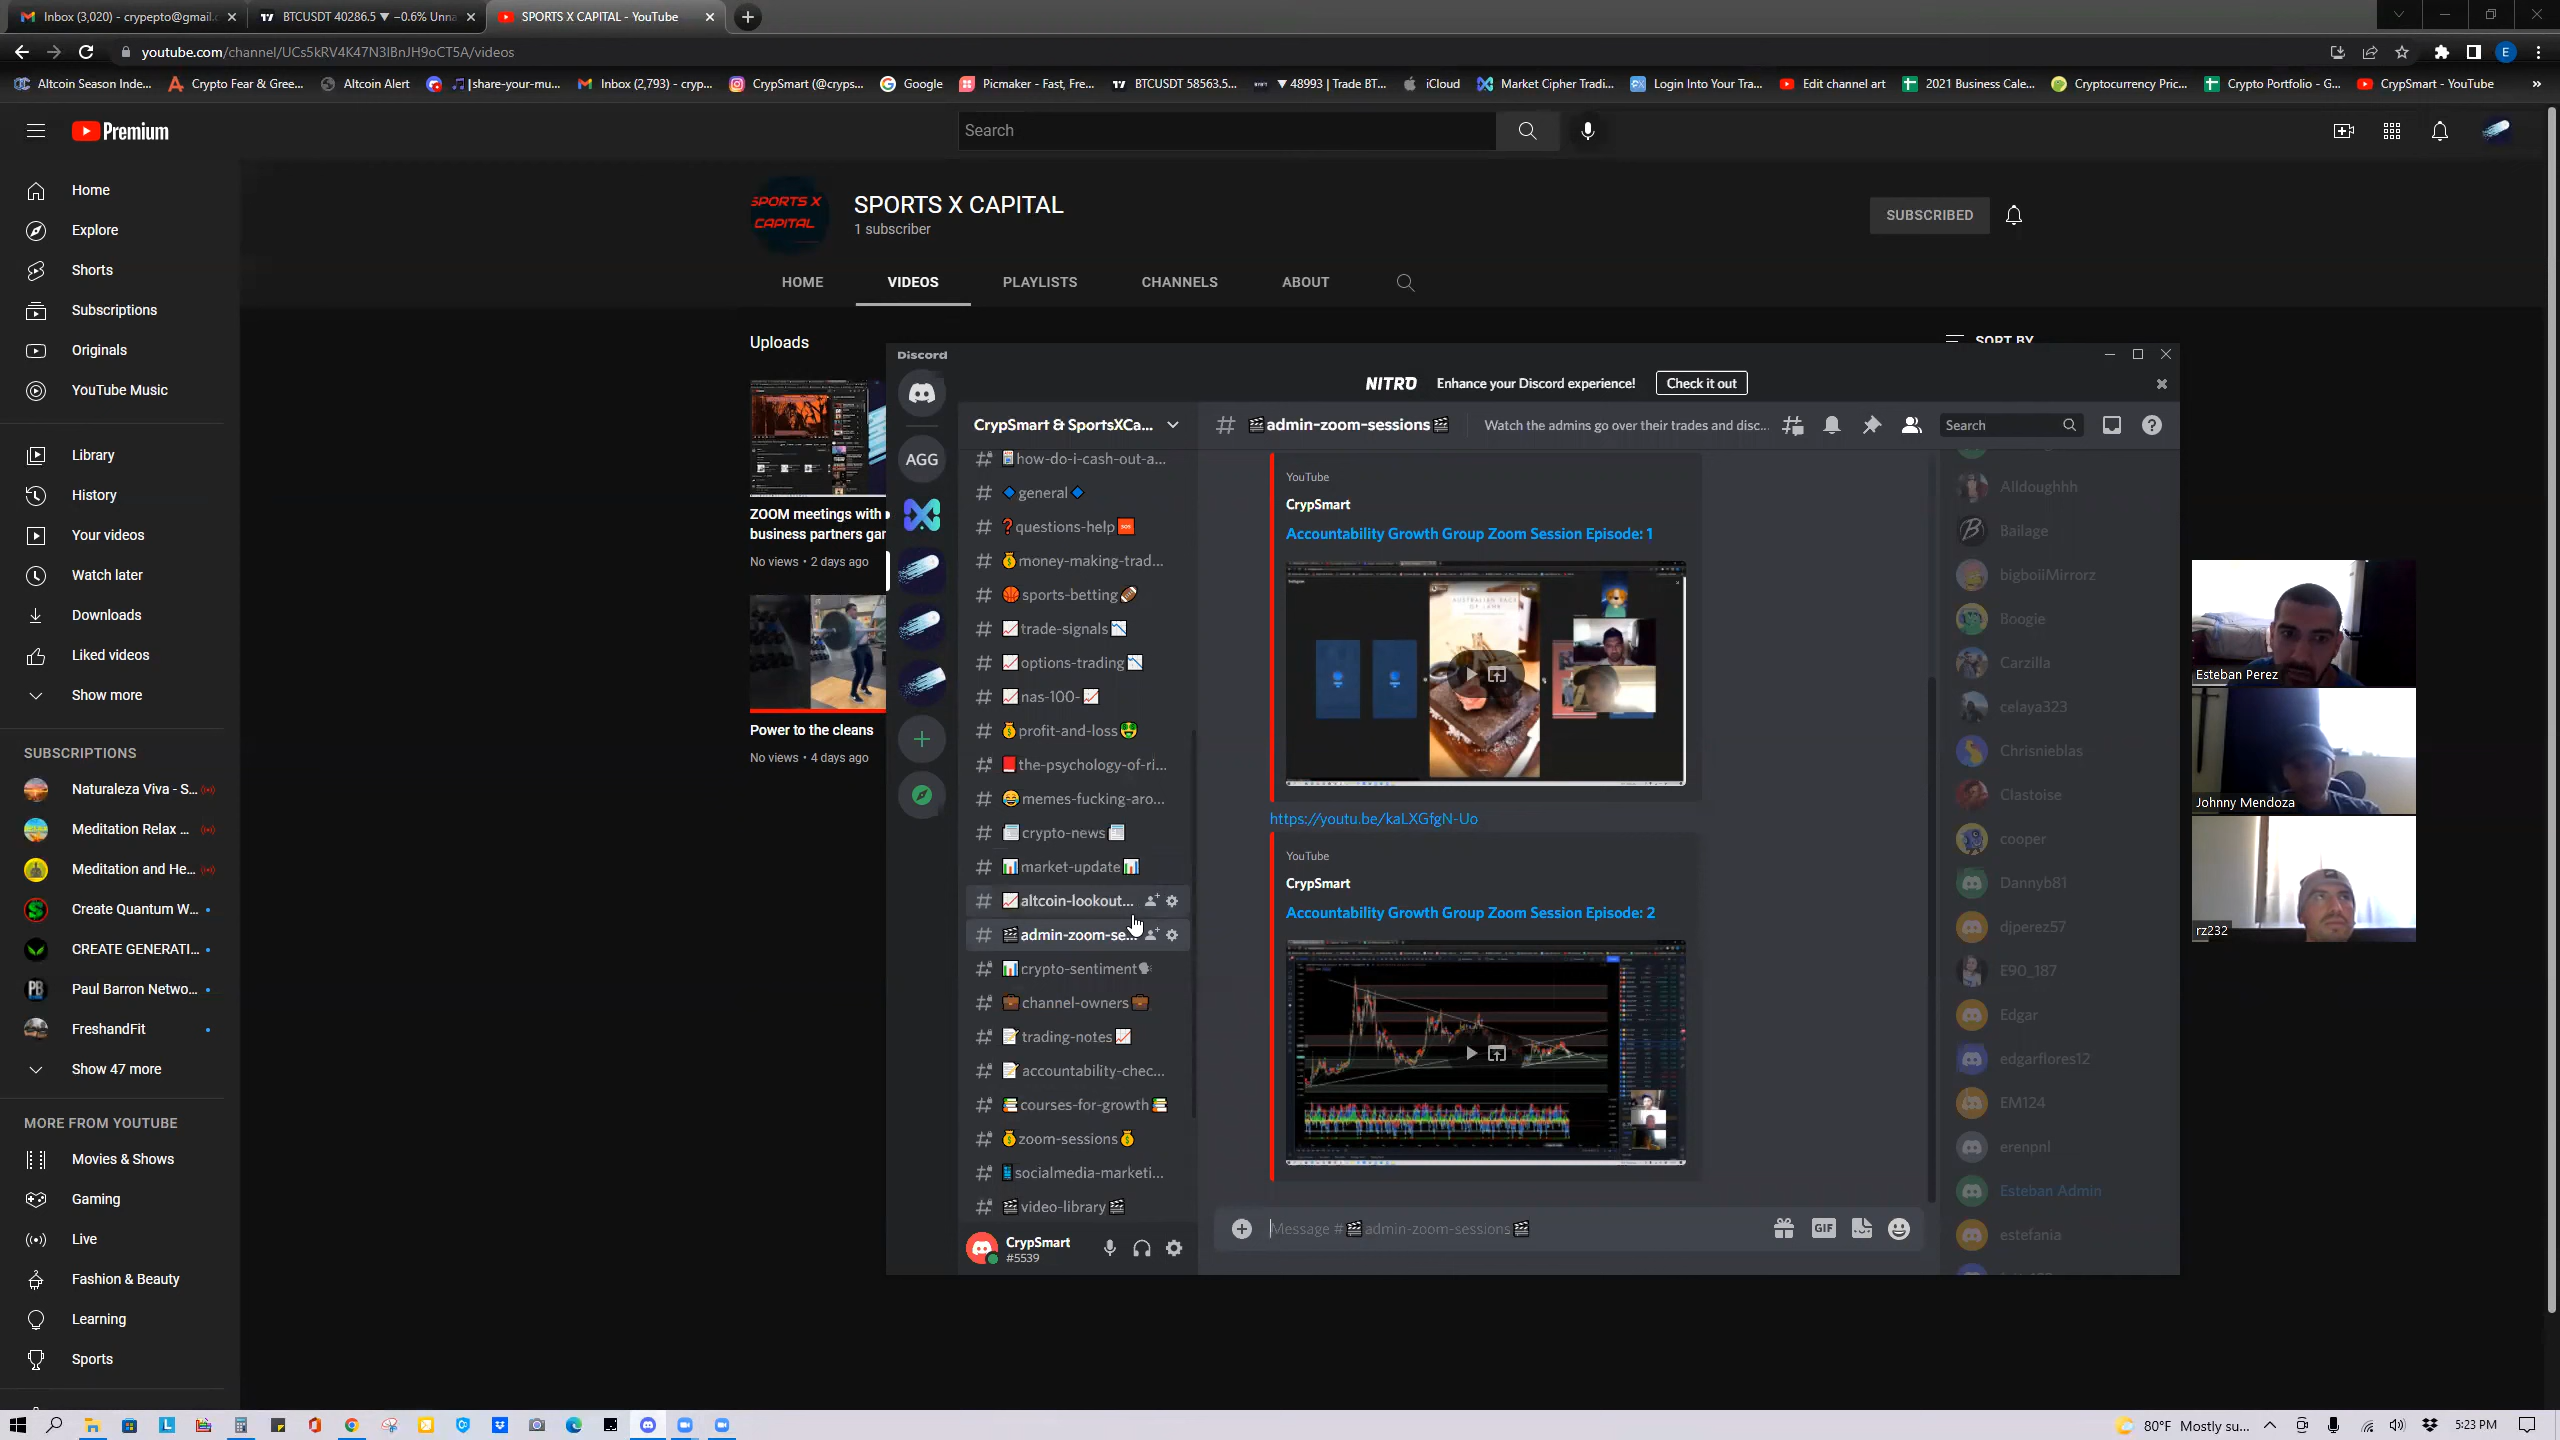 Inbox (3,020) - crypepto@gmail.c
BTCUSDT 40286.5 ▼ −0.6% Unna
SPORTS X CAPITAL - YouTube
youtube.com/channel/UCs5kRV4K47N3IBnJH9oCT5A/videos
Altcoin Season Inde...
Crypto Fear & Gree...
Altcoin Alert
|share-your-mu...
Inbox (2,793) - cryp...
CrypSmart (@cryps...
Google
Picmaker - Fast, Fre...
BTCUSDT 58563.5...
▼ 48993 | Trade BT...
iCloud
Market Cipher Tradi...
Login Into Your Tra...
Edit channel art
2021 Business Cale...
Cryptocurrency Pric...
Crypto Portfolio - G...
CrypSmart - YouTube
Premium
Search
Home
Explore
Shorts
Subscriptions
Originals
YouTube Music
Library
History
Your videos
Watch later
Downloads
Liked videos
Show more
SUBSCRIPTIONS
Naturaleza Viva - S...
Meditation Relax ...
Meditation and He...
Create Quantum W...
CREATE GENERATI...
Paul Barron Netwo...
FreshandFit
Show 47 more
MORE FROM YOUTUBE
Movies & Shows
Gaming
Live
Fashion & Beauty
Learning
Sports
SPORTS X
CAPITAL
SPORTS X CAPITAL
1 subscriber
SUBSCRIBED
HOME
VIDEOS
PLAYLISTS
CHANNELS
ABOUT
Uploads
SORT BY
ZOOM meetings with
business partners gar
No views • 2 days ago
Power to the cleans
No views • 4 days ago
Discord
NITRO
Enhance your Discord experience!
Check it out
AGG
CrypSmart & SportsXCa...
how-do-i-cash-out-a...
general
questions-help
money-making-trad...
sports-betting
trade-signals
options-trading
nas-100-
profit-and-loss
the-psychology-of-ri...
memes-fucking-aro...
crypto-news
market-update
altcoin-lookout...
admin-zoom-se...
crypto-sentiment
channel-owners
trading-notes
accountability-chec...
courses-for-growth
zoom-sessions
socialmedia-marketi...
video-library
CrypSmart
#5539
admin-zoom-sessions
Watch the admins go over their trades and disc...
Search
YouTube
CrypSmart
Accountability Growth Group Zoom Session Episode: 1
https://youtu.be/kaLXGfgN-Uo
YouTube
CrypSmart
Accountability Growth Group Zoom Session Episode: 2
Message #admin-zoom-sessions
GIF
Alldoughhh
Bailage
bigboiiMirrorz
Boogie
Carzilla
celaya323
Chrisnieblas
Clastoise
cooper
Dannyb81
djperez57
E90_187
Edgar
edgarflores12
EM124
erenpnl
Esteban Admin
estefania
Esteban Perez
Johnny Mendoza
rz232
80°F Mostly su...
5:23 PM